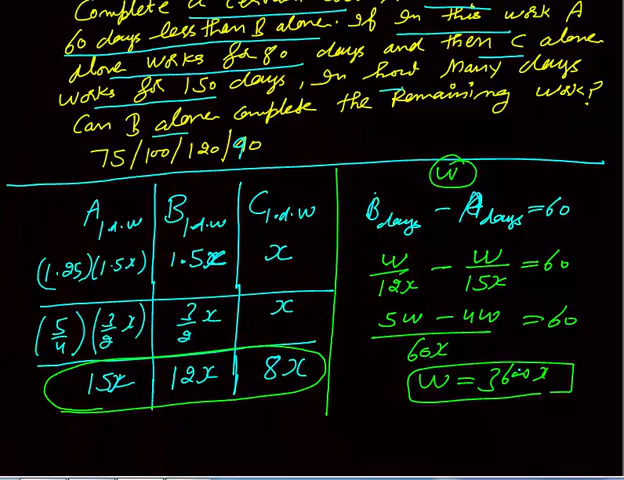 60 days less than B alone. If In this work A
alone works for 80 days and then C alone
works for 150 days, In how Many days
Can B alone complete the Remaining work?
75/100/120/90
W
A1.d.w B1.d.w C1.d.w
(1.25)(1.5x) 1.5x x
(5/4)(3/2 x) 3/2 x x
15x 12x 8x
Bdays - Adays = 60
W/12x - W/15x = 60
5W - 4W/60x = 60
W = 3600x